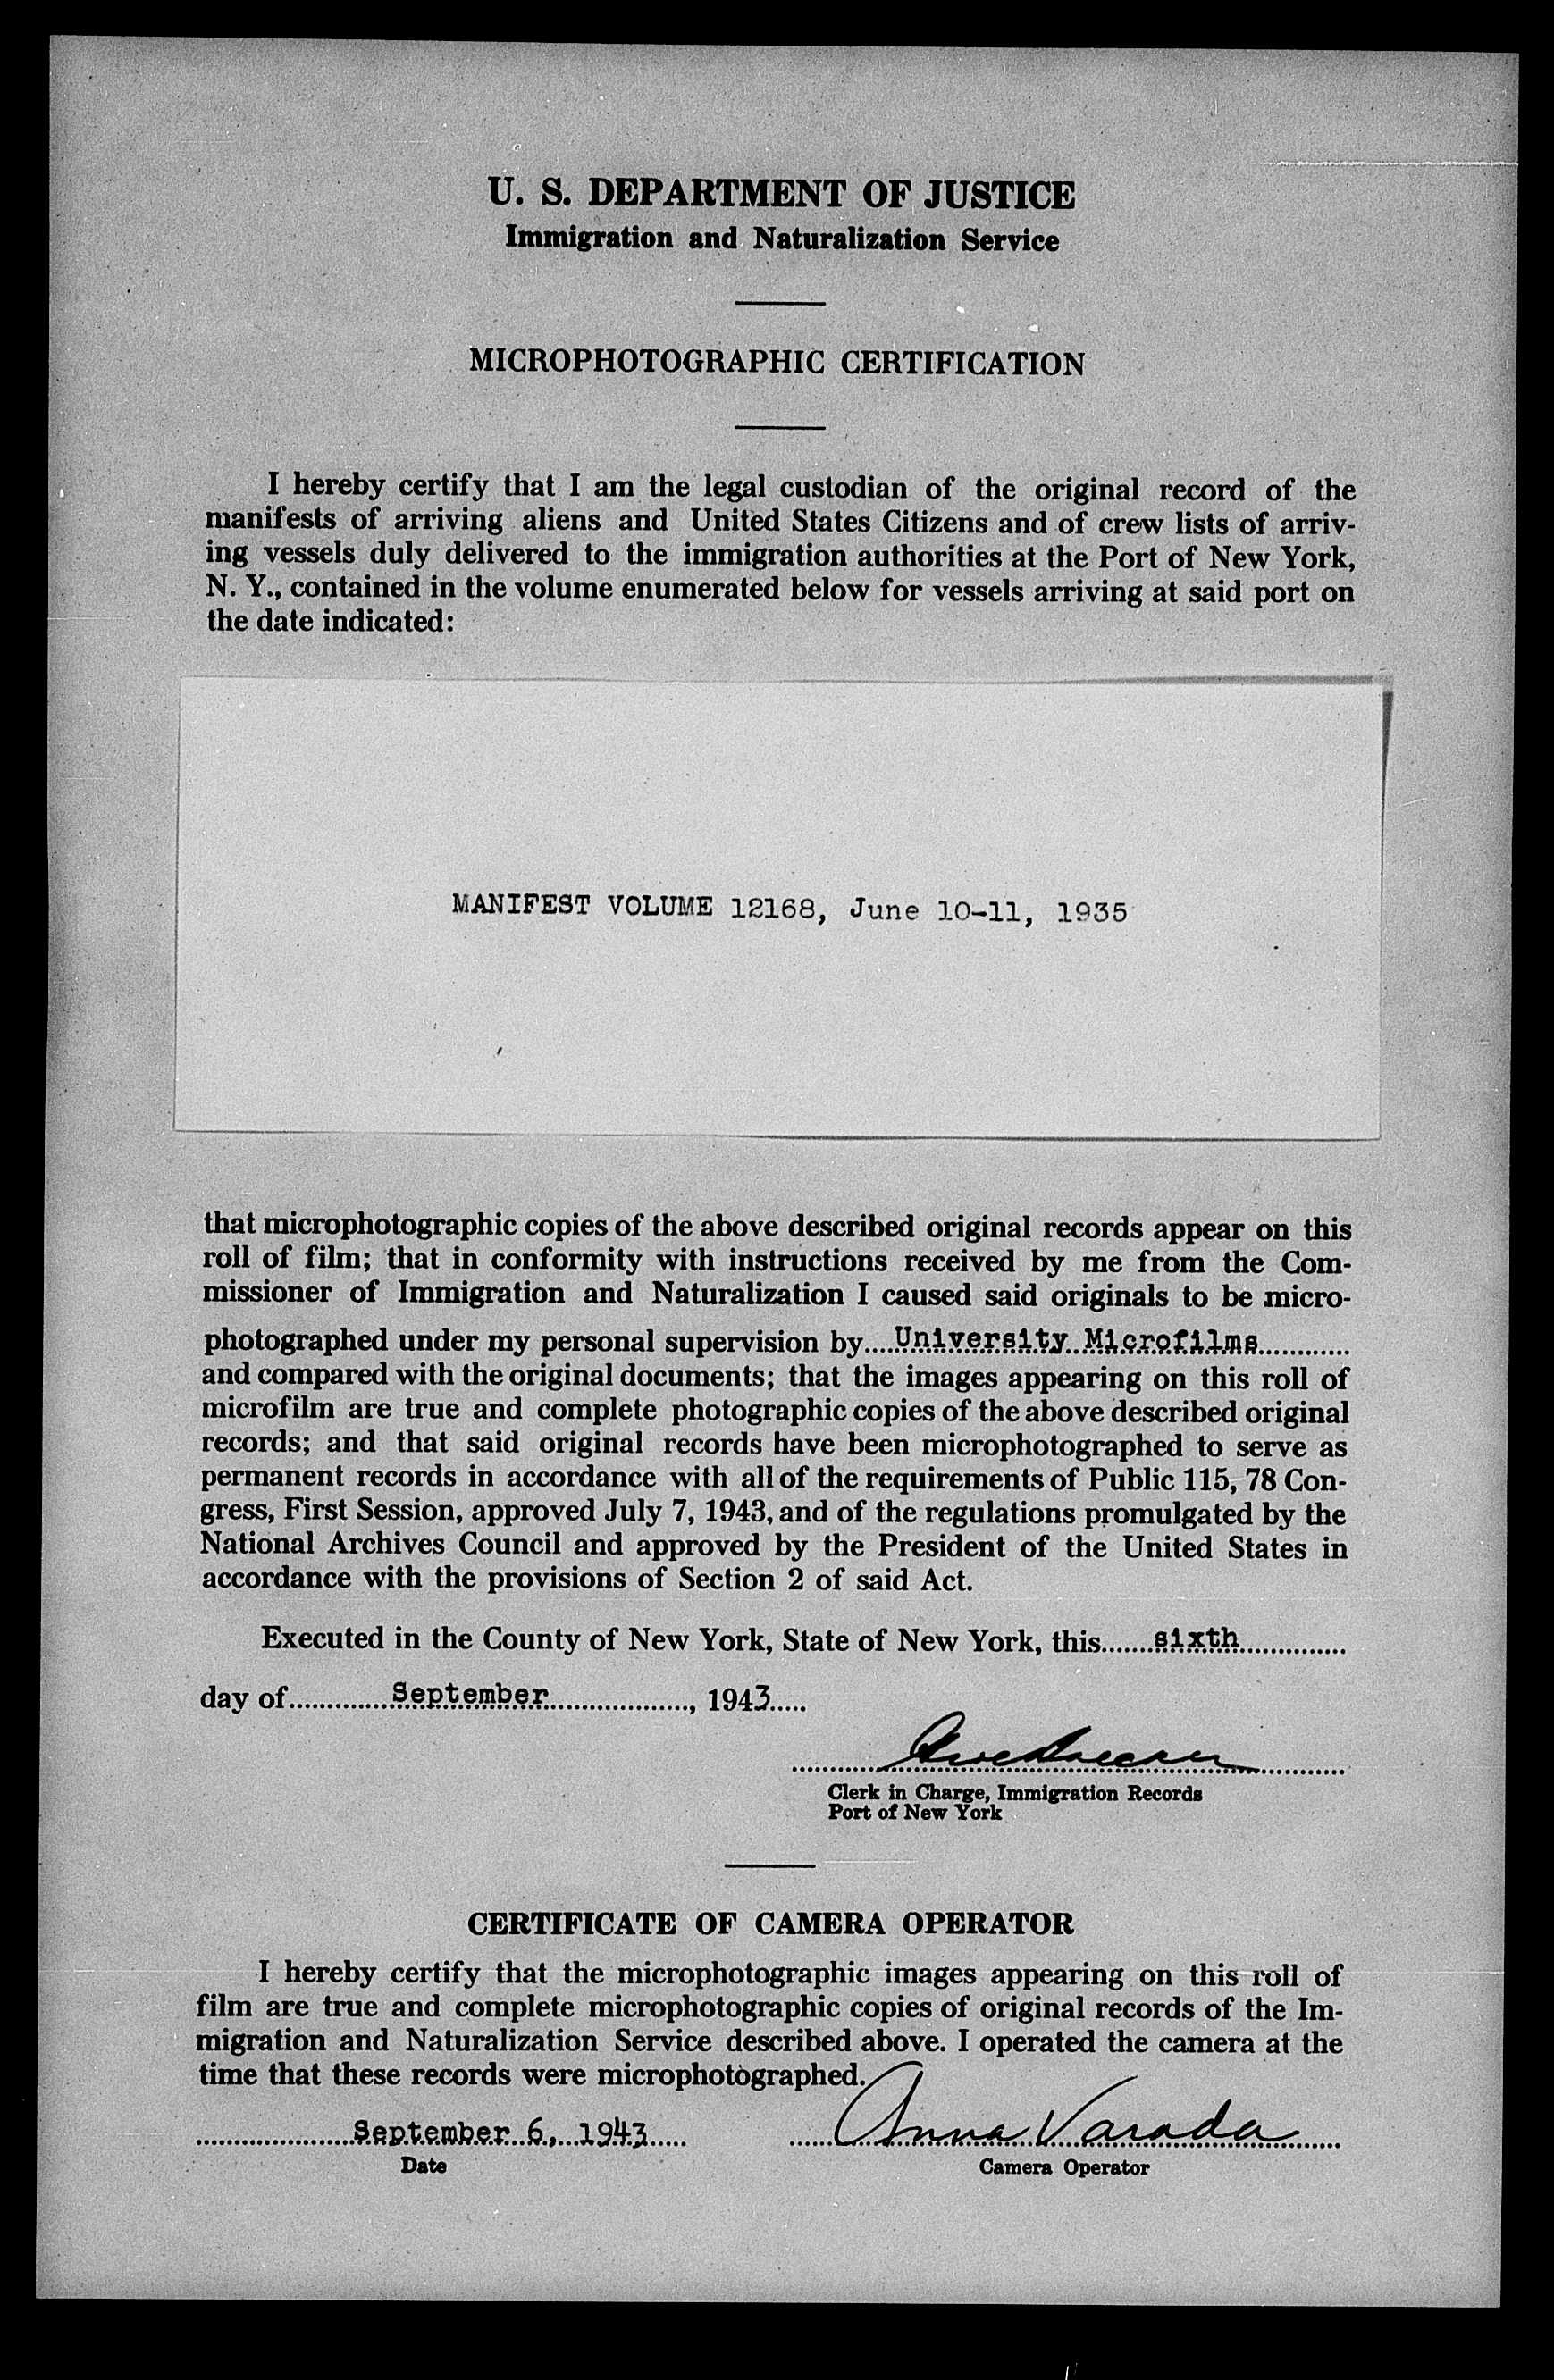 U. S. DEPARTMENT OF JUSTICE
Immigration and Naturalization Service
MICROPHOTOGRAPHIC CERTIFICATION
I hereby certify that I am the legal custodian of the original record of the
manifests of arriving aliens and United States Citizens and of crew lists of arriv-
ing vessels duly delivered to the immigration authorities at the Port of New York,
N. Y., contained in the volume enumerated below for vessels arriving at said port on
the date indicated:
MANIFEST VOLUME 12168, June 10-11, 1935
that microphotographic copies of the above described original records appear on this
roll of film; that in conformity with instructions received by me from the Com-
missioner of Immigration and Naturalization I caused said originals to be micro-
photographed under my personal supervision by....University Microfilms............
and compared with the original documents; that the images appearing on this roll of
microfilm are true and complete photographic copies of the above described original
records; and that said original records have been microphotographed to serve as
permanent records in accordance with all of the requirements of Public 115, 78 Con-
gress, First Session, approved July 7, 1943, and of the regulations promulgated by the
National Archives Council and approved by the President of the United States in
accordance with the provisions of Section 2 of said Act.
Executed in the County of New York, State of New York, this.......sixth..............
day of.............September..................., 1943.....
Clerk in Charge, Immigration Records
Port of New York
CERTIFICATE OF CAMERA OPERATOR
I hereby certify that the microphotographic images appearing on this roll of
film are true and complete microphotographic copies of original records of the Im-
migration and Naturalization Service described above. I operated the camera at the
time that these records were microphotographed.
September 6, 1943 Anna Varada
Date Camera Operator